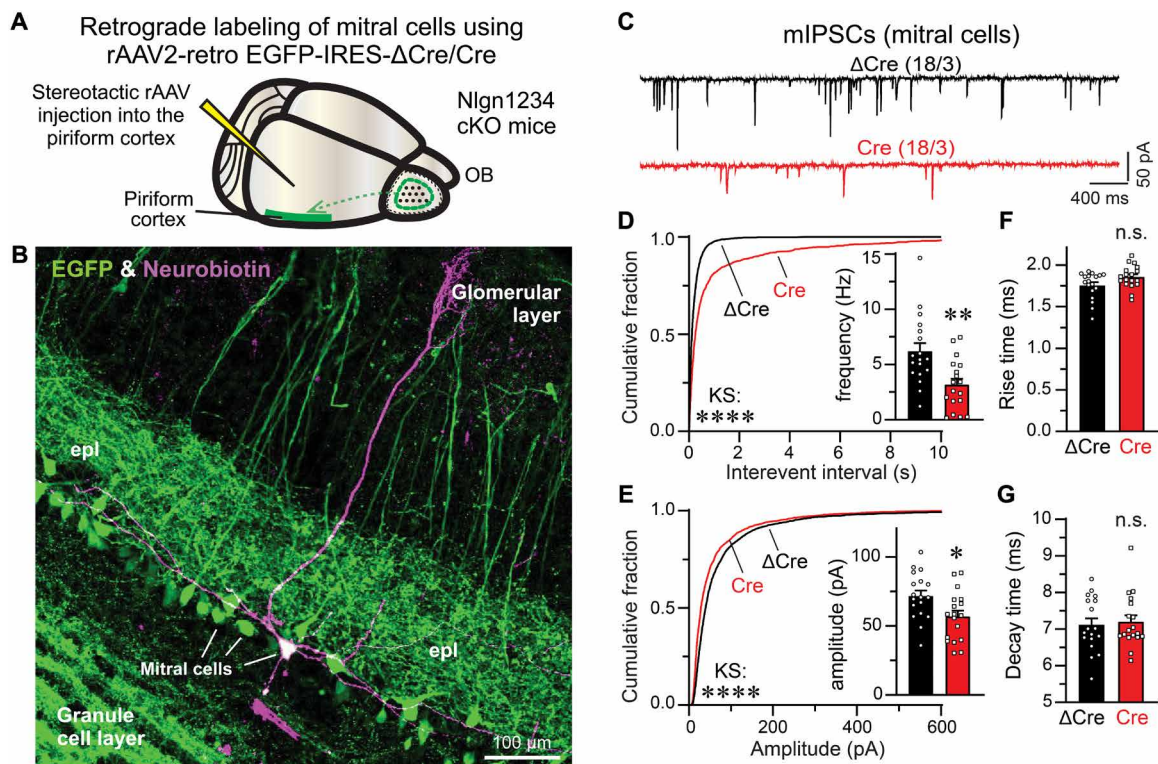 A
Retrograde labeling of mitral cells using
rAAV2-retro EGFP-IRES-ΔCre/Cre
Stereotactic rAAV
injection into the
piriform cortex
Nlgn1234
cKO mice
OB
Piriform
cortex
B
EGFP & Neurobiotin
Glomerular
layer
epl
Mitral cells
epl
Granule
cell layer
100 µm
C
mIPSCs (mitral cells)
ΔCre (18/3)
Cre (18/3)
50 pA
400 ms
D
Cumulative fraction
1.0
0.5
0.0
0
2
4
6
8
10
Interevent interval (s)
ΔCre
Cre
KS:
****
frequency (Hz)
15
10
5
0
**
E
Cumulative fraction
1.0
0.5
0.0
0
200
400
600
Amplitude (pA)
Cre
ΔCre
KS:
****
amplitude (pA)
100
50
0
*
F
n.s.
Rise time (ms)
2.0
1.5
1.0
0.5
0.0
ΔCre
Cre
G
n.s.
Decay time (ms)
10
9
8
7
6
5
ΔCre
Cre